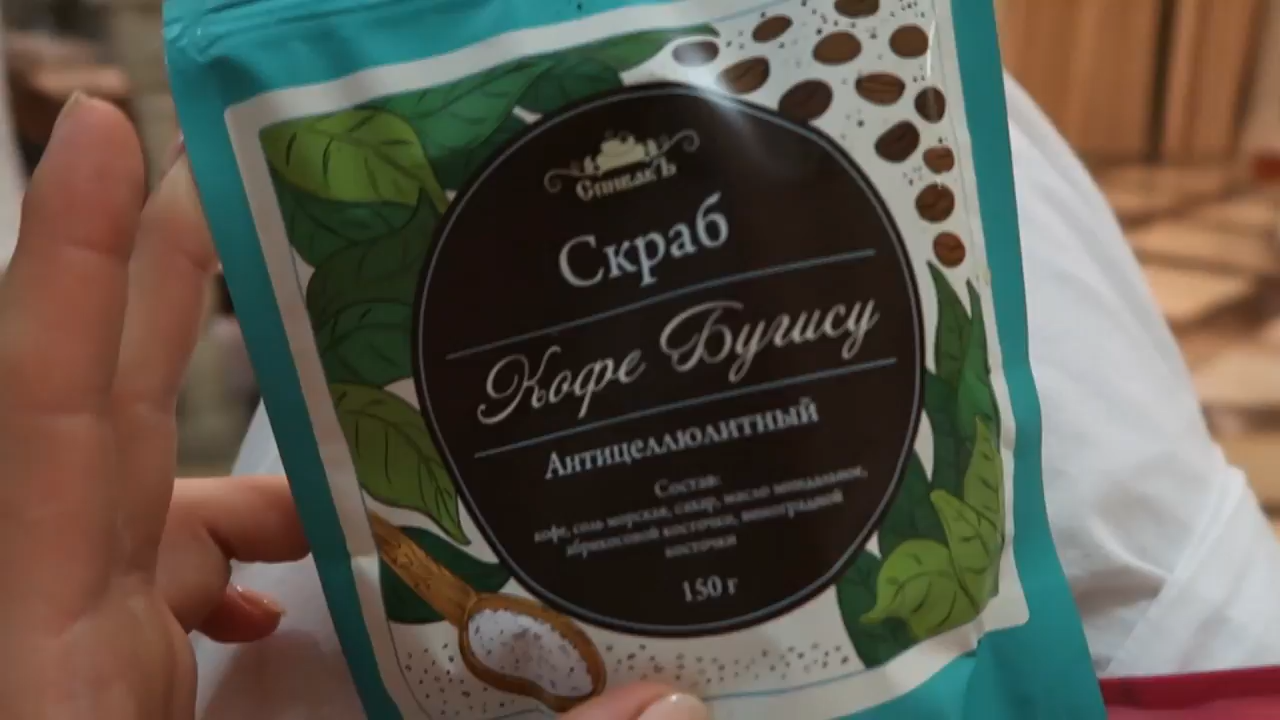 СпивакЪ
Скраб
Кофе Бугису
Антицеллюлитный
Состав:
кофе, соль морская, сахар, масло миндальное,
абрикосовой косточки, виноградной
косточки
150 г